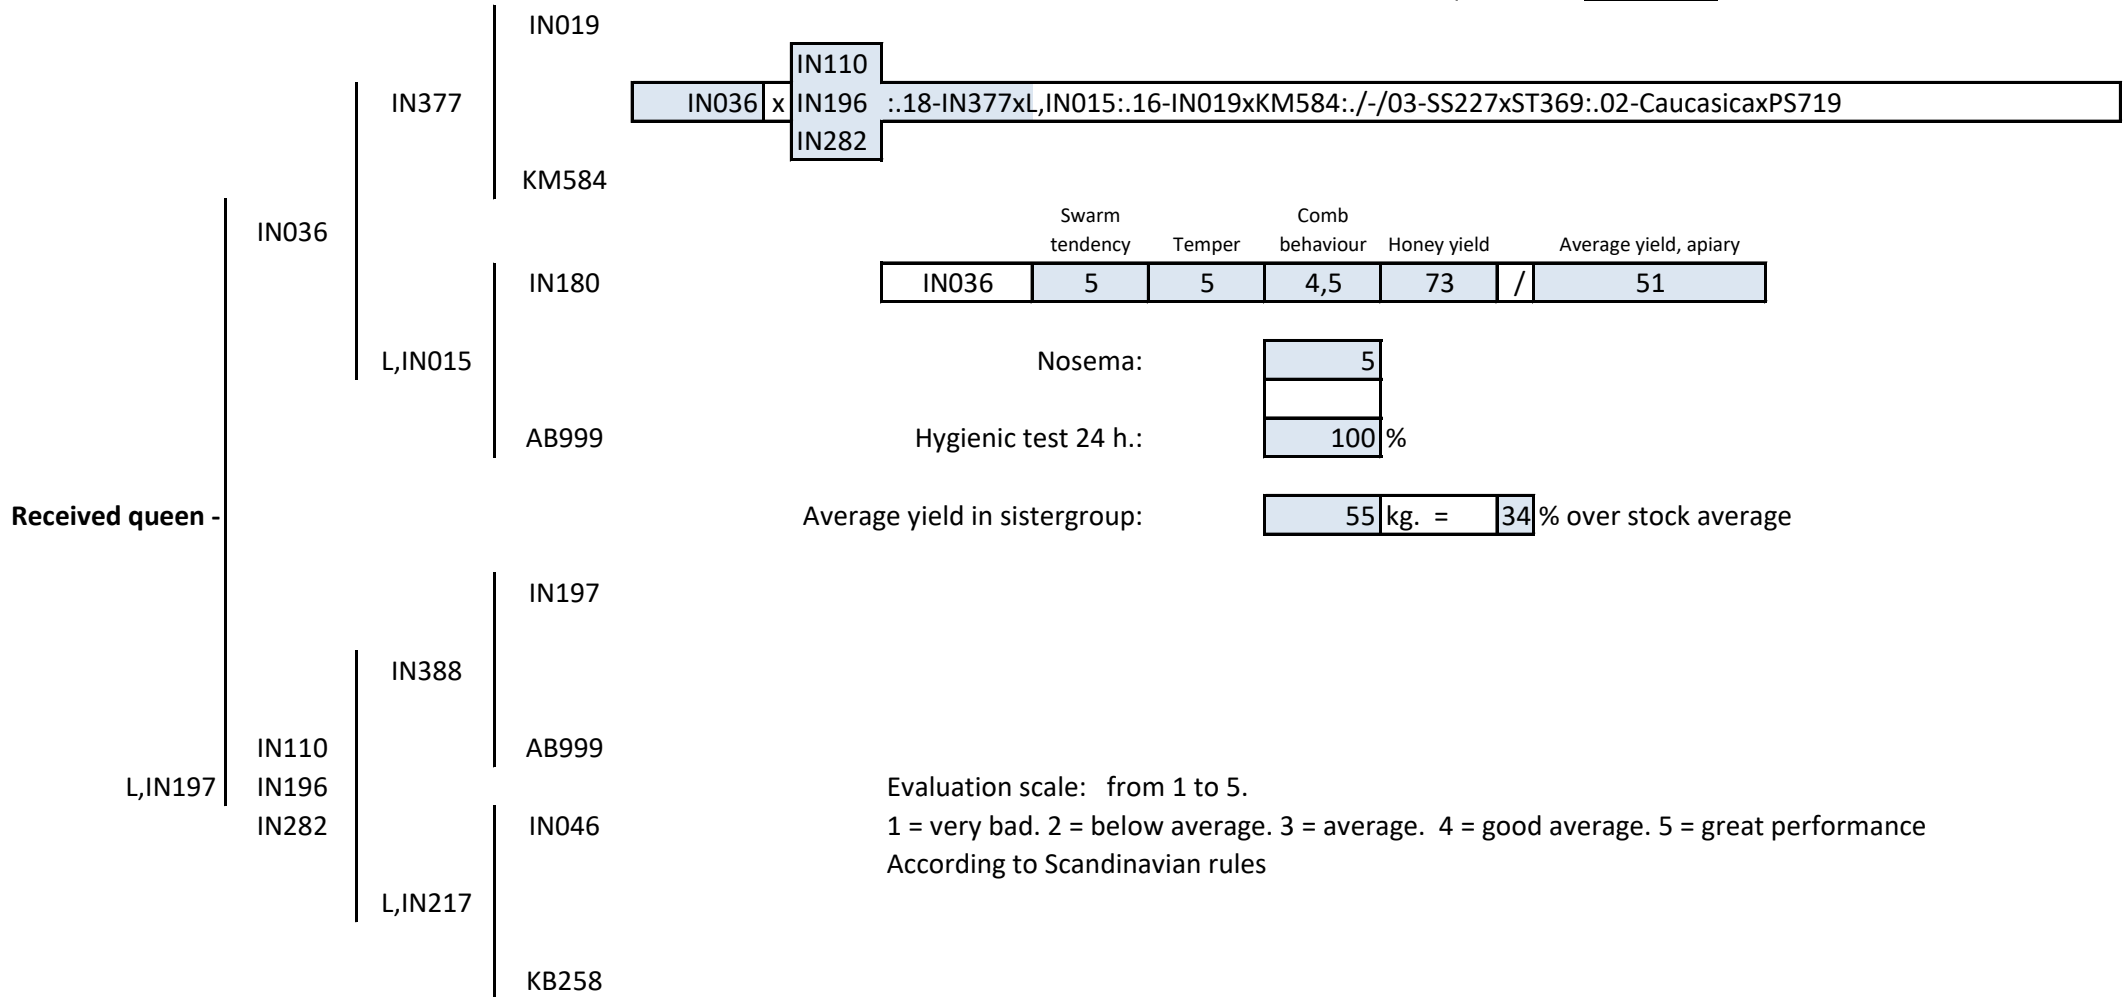 IN019
IN110
IN377 IN036 x IN196 :.18-IN377xL,IN015:.16-IN019xKM584:./-/03-SS227xST369:.02-CaucasicaxPS719
IN282
KM584
Swarm Comb
IN036
tendency Temper behaviour Honey yield Average yield, apiary
IN180 IN036 5 5 4,5 73 / 51
L,IN015 Nosema: 5
AB999 Hygienic test 24 h.: 100 %
Received queen - Average yield in sistergroup: 55 kg. = 34 % over stock average
IN197
IN388
IN110 AB999
L,IN197 IN196 Evaluation scale: from 1 to 5.
IN282 IN046 1 = very bad. 2 = below average. 3 = average. 4 = good average. 5 = great performance
According to Scandinavian rules
L,IN217
KB258